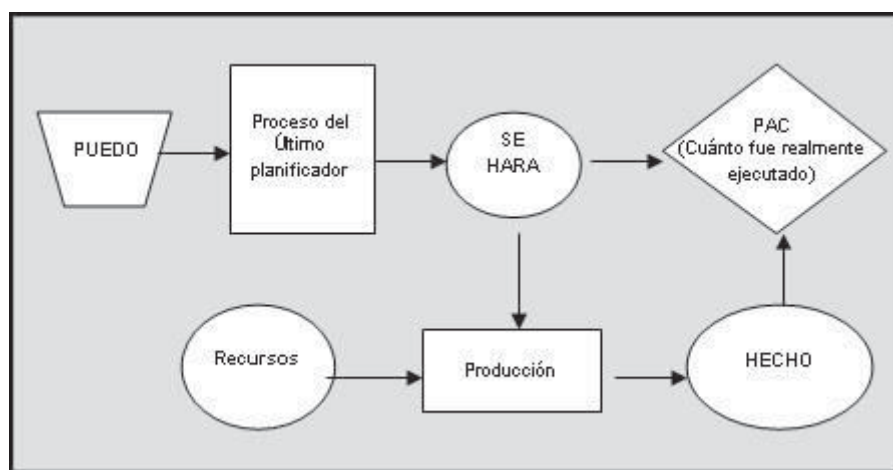 PUEDO
Proceso del
Último
planificador
SE
HARA
PAC
(Cuánto fue realmente
ejecutado)
Recursos
Producción
HECHO